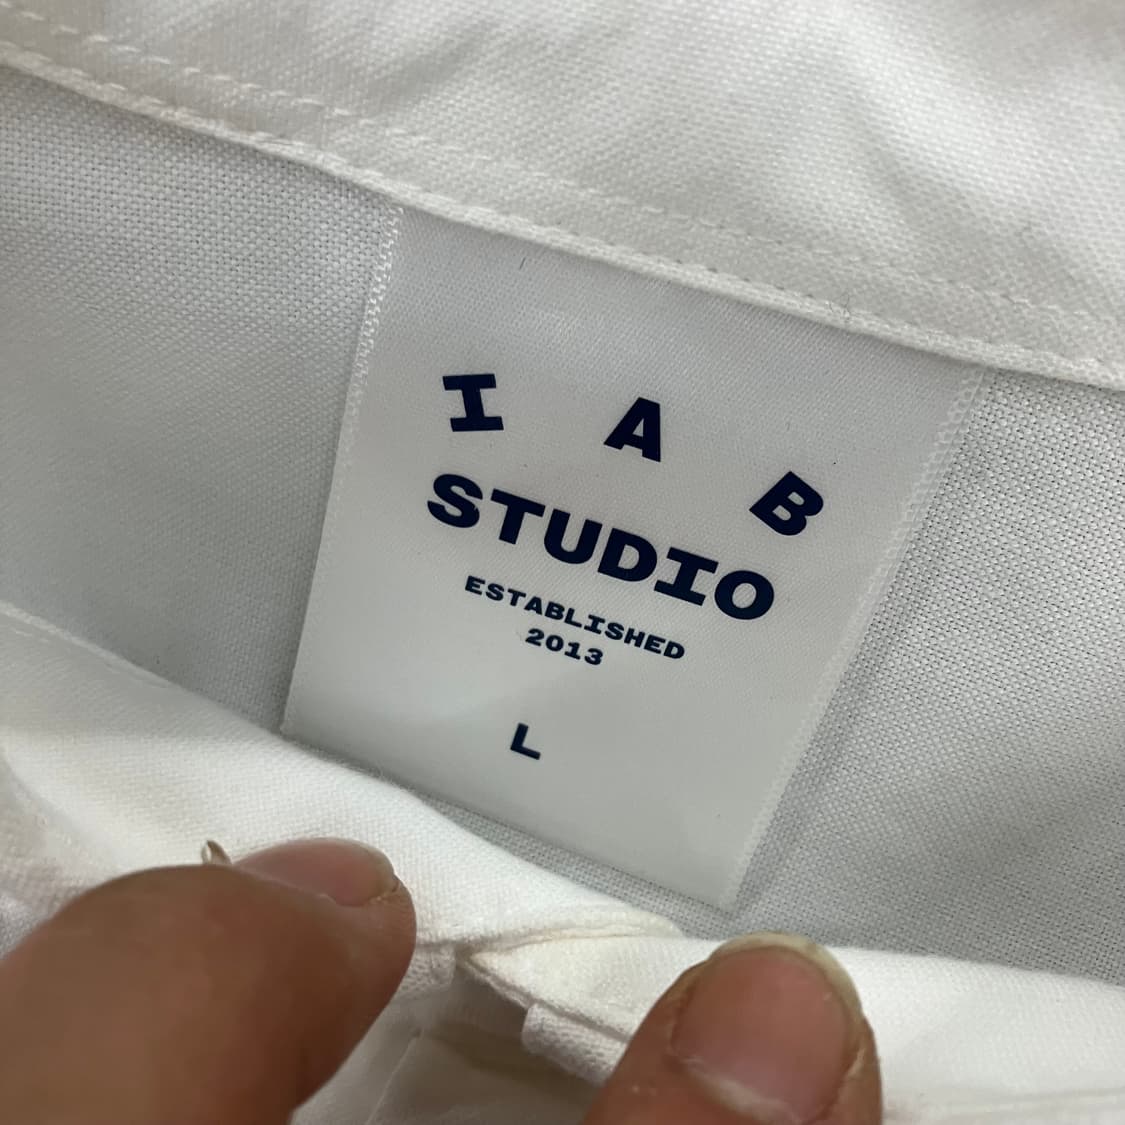 I A B
STUDIO
ESTABLISHED
2013
L